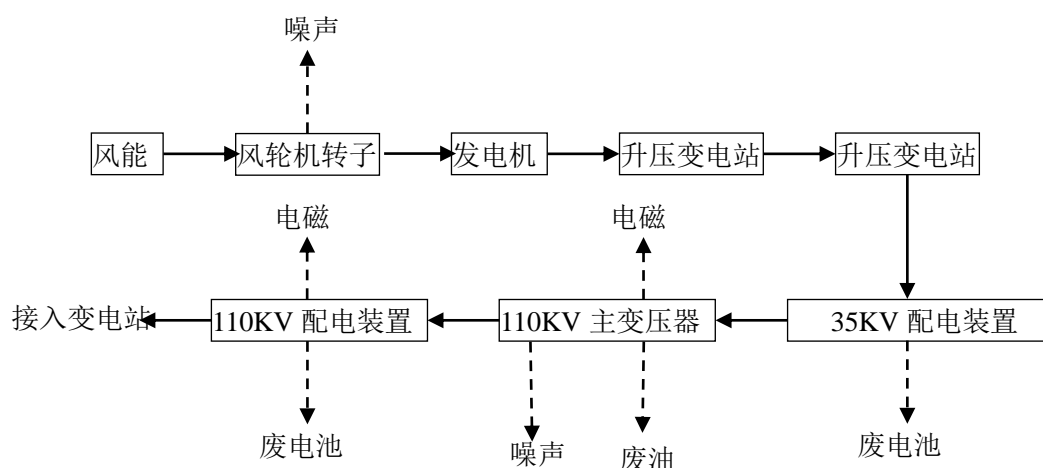 噪声
风能
风轮机转子
发电机
升压变电站
升压变电站
电磁
电磁
接入变电站
110KV 配电装置
110KV 主变压器
35KV 配电装置
废电池
噪声
废油
废电池